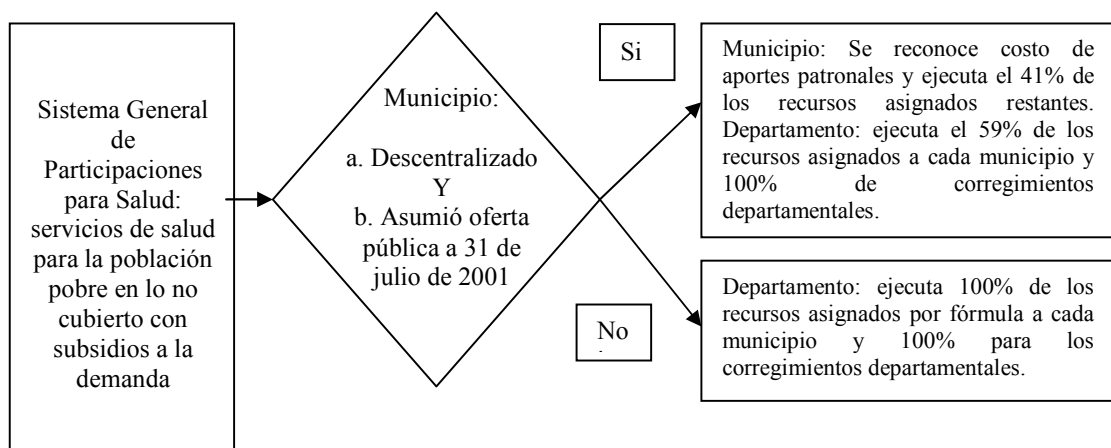 Sistema General
de
Participaciones
para Salud:
servicios de salud
para la población
pobre en lo no
cubierto con
subsidios a la
demanda
Municipio:
a. Descentralizado
Y
b. Asumió oferta
pública a 31 de
julio de 2001
Si
Municipio: Se reconoce costo de
aportes patronales y ejecuta el 41% de
los recursos asignados restantes.
Departamento: ejecuta el 59% de los
recursos asignados a cada municipio y
100% de corregimientos
departamentales.
No
Departamento: ejecuta 100% de los
recursos asignados por fórmula a cada
municipio y 100% para los
corregimientos departamentales.